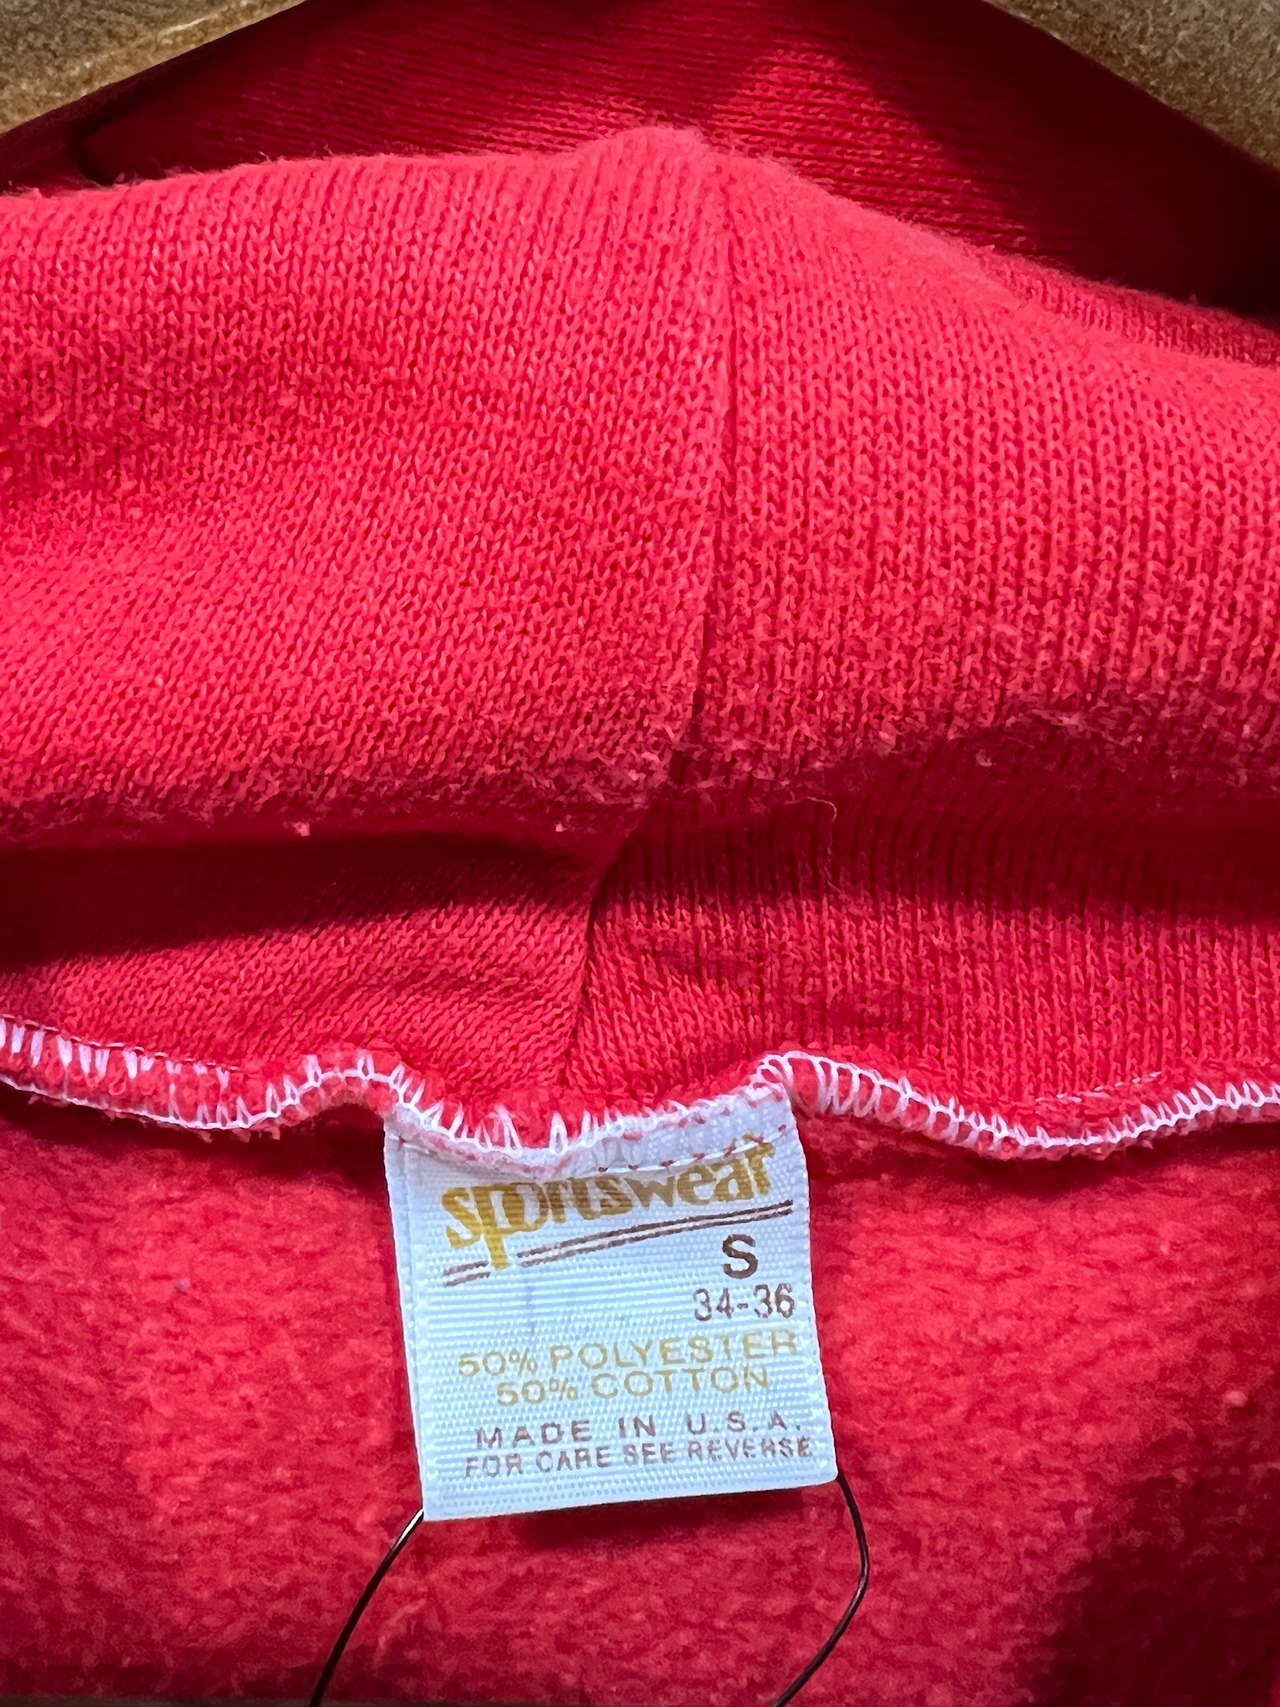 sportswear
S
34-36
50% POLYESTER
50% COTTON
MADE IN U.S.A.
FOR CARE SEE REVERSE